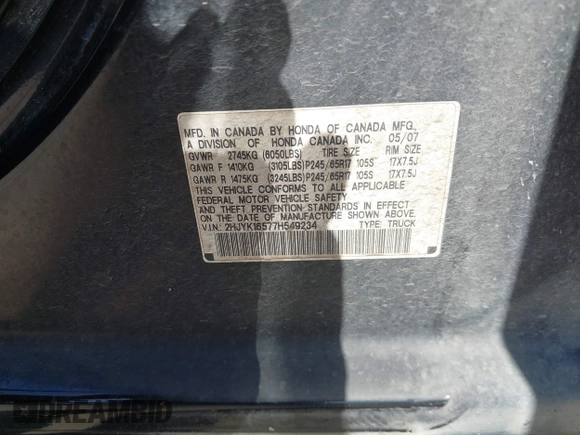 MFD. IN CANADA BY HONDA OF CANADA MFG.,
A DIVISION OF HONDA CANADA INC. 05/07
GVWR 2745KG (6050LBS) TIRE SIZE RIM SIZE
GAWR F 1410KG (3105LBS)P245/65R17 105S 17X7.5J
GAWR R 1475KG (3245LBS)P245/65R17 105S 17X7.5J
THIS VEHICLE CONFORMS TO ALL APPLICABLE
FEDERAL MOTOR VEHICLE SAFETY
AND THEFT PREVENTION STANDARDS IN EFFECT
ON THE DATE OF MANUFACTURE SHOWN ABOVE.
V.I.N.: 2HJYK16577H549234 TYPE: TRUCK
DREAMBID